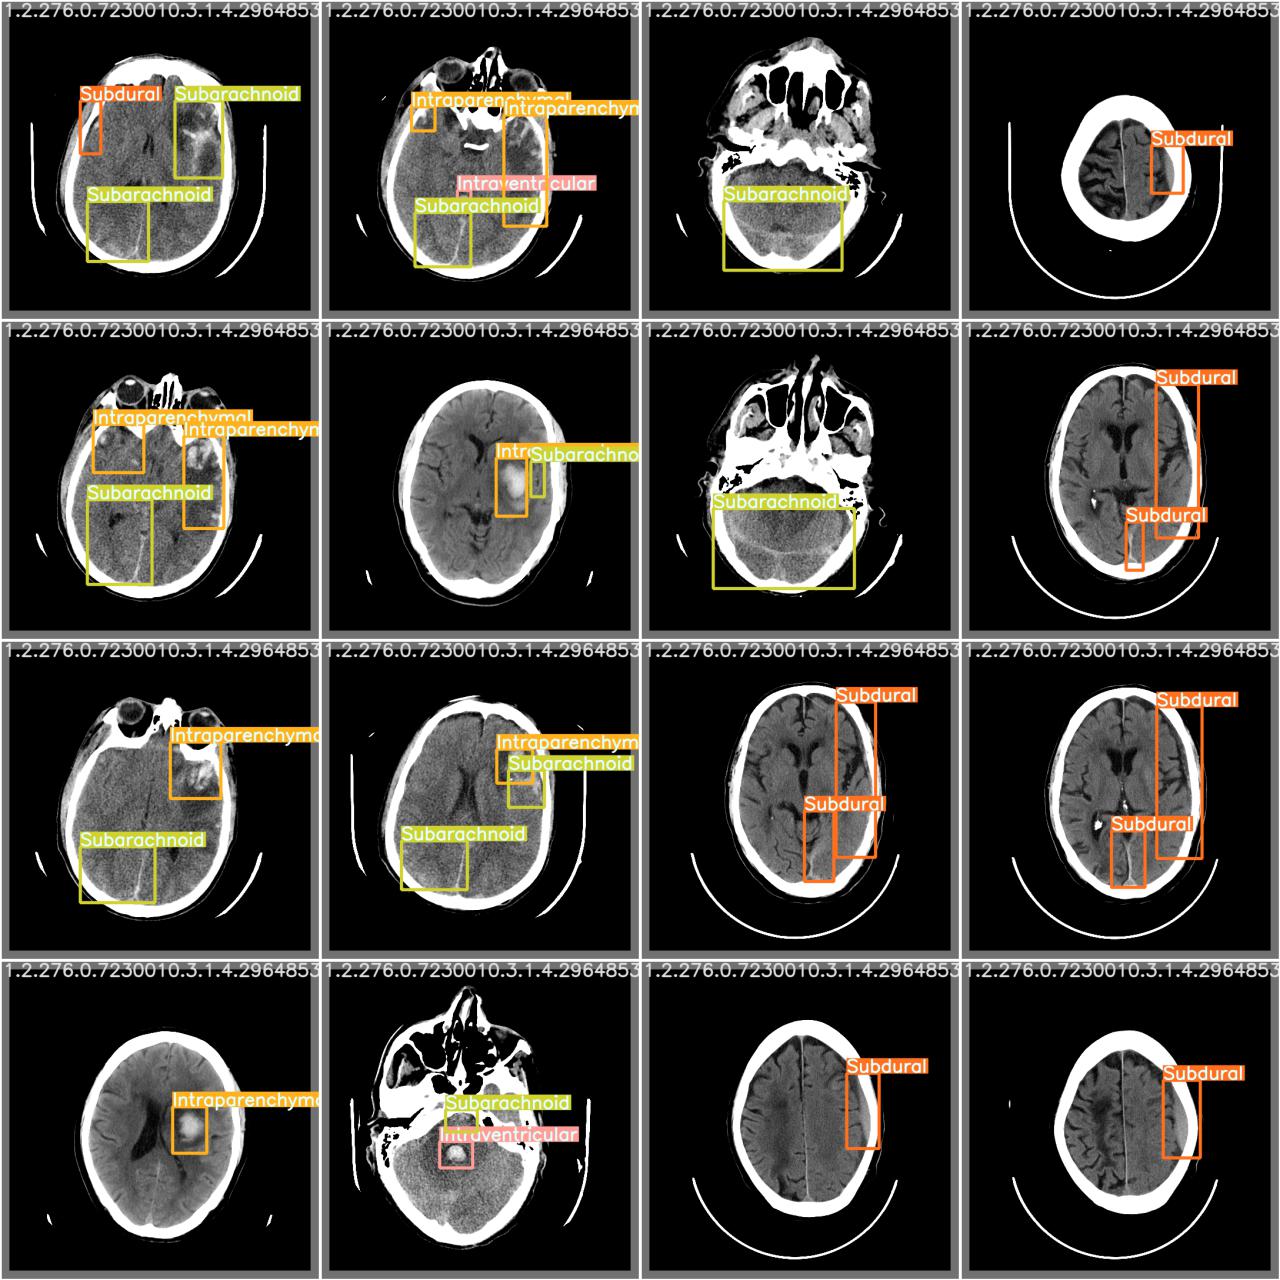 1.2.276.0.7230010.3.1.4.2964853
1.2.276.0.7230010.3.1.4.2964853
1.2.276.0.7230010.3.1.4.2964853
1.2.276.0.7230010.3.1.4.2964853
Subdural
Subarachnoid
Subarachnoid
Intraparenchymal
Intraparenchym
Intraventricular
Subarachnoid
Subarachnoid
Subdural
1.2.276.0.7230010.3.1.4.2964853
1.2.276.0.7230010.3.1.4.2964853
1.2.276.0.7230010.3.1.4.2964853
1.2.276.0.7230010.3.1.4.2964853
Intraparenchymal
Intraparenchyn
Subarachnoid
Intra
Subarachno
Subarachnoid
Subdural
Subdural
1.2.276.0.7230010.3.1.4.2964853
1.2.276.0.7230010.3.1.4.2964853
1.2.276.0.7230010.3.1.4.2964853
1.2.276.0.7230010.3.1.4.2964853
Intraparenchymo
Subarachnoid
Intraparenchym
Subarachnoid
Subarachnoid
Subdural
Subdural
Subdural
Subdural
1.2.276.0.7230010.3.1.4.2964853
1.2.276.0.7230010.3.1.4.2964853
1.2.276.0.7230010.3.1.4.2964853
1.2.276.0.7230010.3.1.4.2964853
Intraparenchymo
Subarachnoid
Intraventricular
Subdural
Subdural